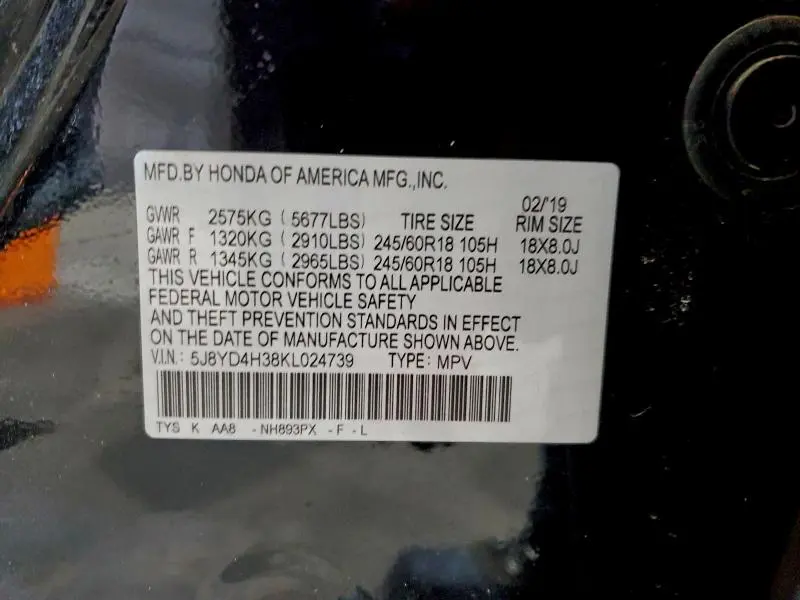 MFD.BY HONDA OF AMERICA MFG.,INC.
02/'19
GVWR 2575KG ( 5677LBS) TIRE SIZE RIM SIZE
GAWR F 1320KG ( 2910LBS) 245/60R18 105H 18X8.0J
GAWR R 1345KG ( 2965LBS) 245/60R18 105H 18X8.0J
THIS VEHICLE CONFORMS TO ALL APPLICABLE
FEDERAL MOTOR VEHICLE SAFETY
AND THEFT PREVENTION STANDARDS IN EFFECT
ON THE DATE OF MANUFACTURE SHOWN ABOVE.
V.I.N.: 5J8YD4H38KL024739 TYPE: MPV
TYS K AA8 -NH893PX -F -L